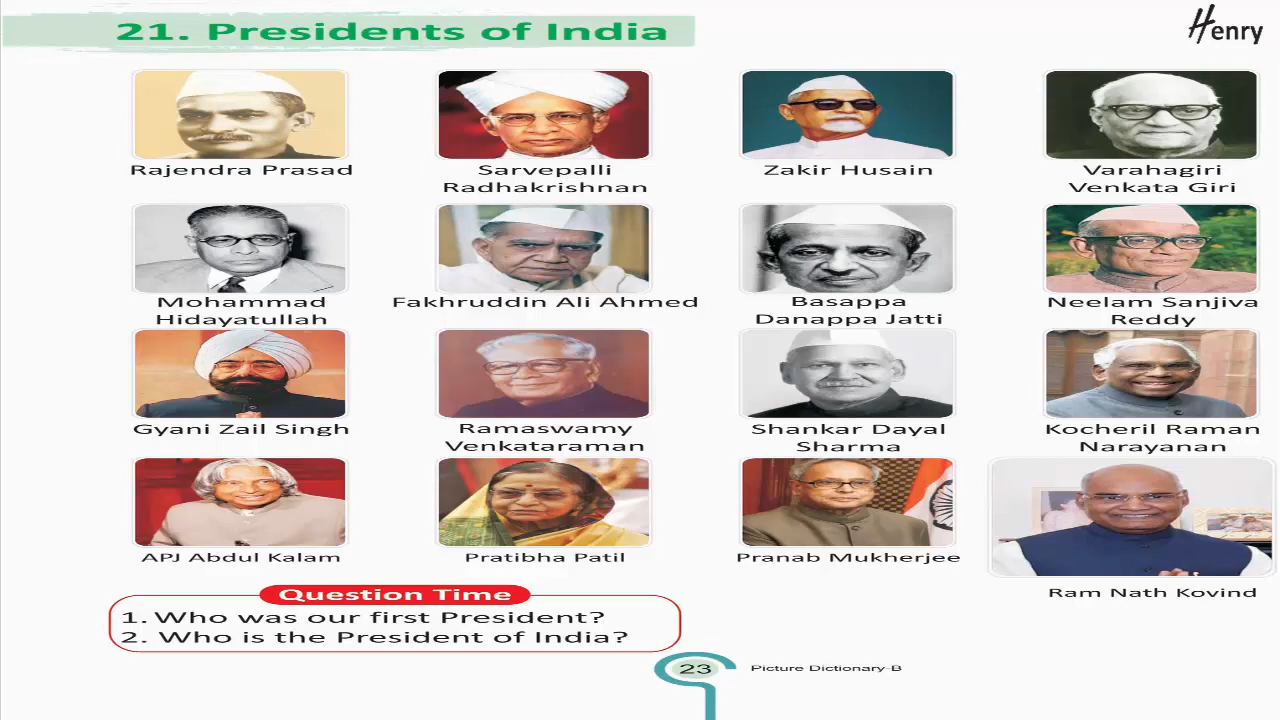 21. Presidents of India
Henry
Rajendra Prasad
Sarvepalli
Radhakrishnan
Zakir Husain
Varahagiri
Venkata Giri
Mohammad
Hidayatullah
Fakhruddin Ali Ahmed
Basappa
Danappa Jatti
Neelam Sanjiva
Reddy
Gyani Zail Singh
Ramaswamy
Venkataraman
Shankar Dayal
Sharma
Kocheril Raman
Narayanan
APJ Abdul Kalam
Pratibha Patil
Pranab Mukherjee
Ram Nath Kovind
Question Time
1. Who was our first President?
2. Who is the President of India?
23
Picture Dictionary-B